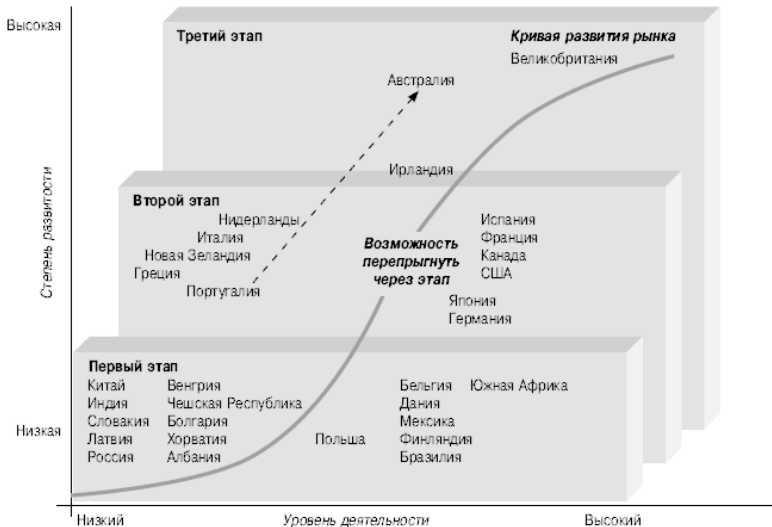 Высокая
Третий этап
Кривая развития рынка
Великобритания
Австралия
Ирландия
Степень развитости
Второй этап
Нидерланды
Италия
Новая Зеландия
Греция
Португалия
Возможность
перепрыгнуть
через этап
Испания
Франция
Канада
США
Япония
Германия
Первый этап
Китай
Индия
Словакия
Латвия
Россия
Венгрия
Чешская Республика
Болгария
Хорватия
Албания
Польша
Бельгия
Дания
Мексика
Финляндия
Бразилия
Южная Африка
Низкая
Низкий
Уровень деятельности
Высокий